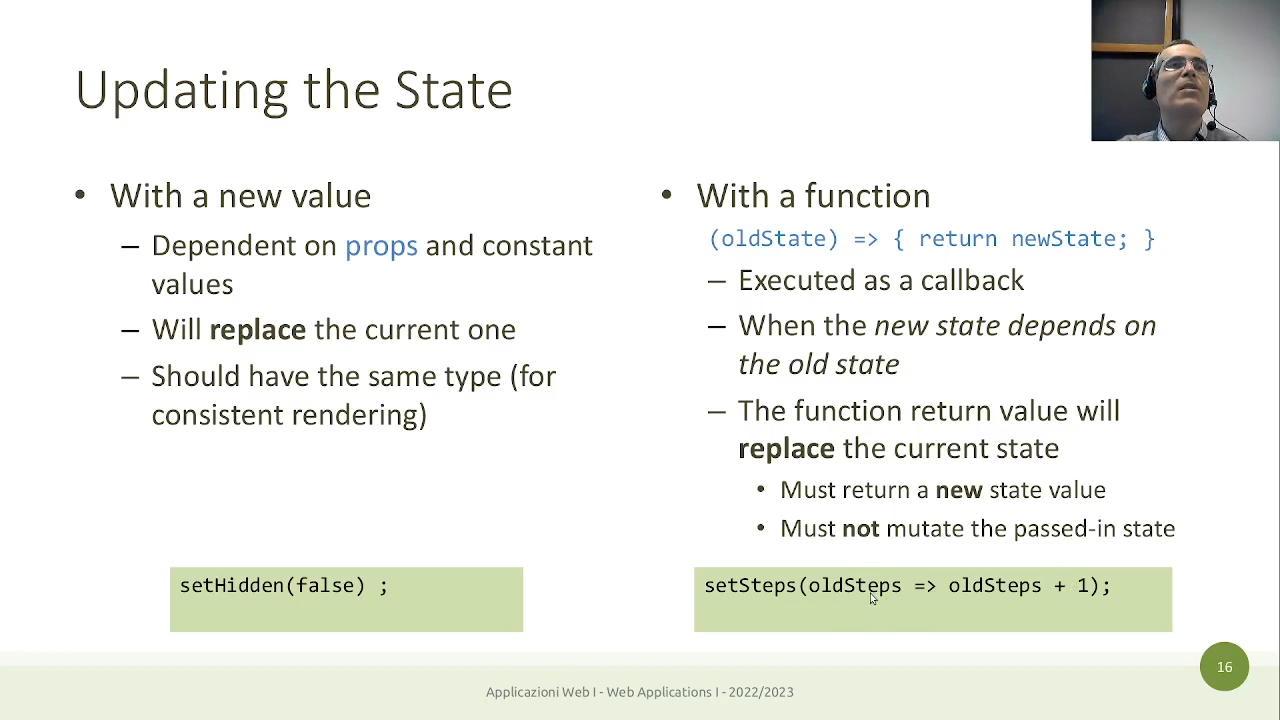 Updating the State
• With a new value
– Dependent on props and constant
values
– Will replace the current one
– Should have the same type (for
consistent rendering)
setHidden(false) ;
• With a function
(oldState) => { return newState; }
– Executed as a callback
– When the new state depends on
the old state
– The function return value will
replace the current state
• Must return a new state value
• Must not mutate the passed-in state
setSteps(oldSteps => oldSteps + 1);
16
Applicazioni Web I - Web Applications I - 2022/2023